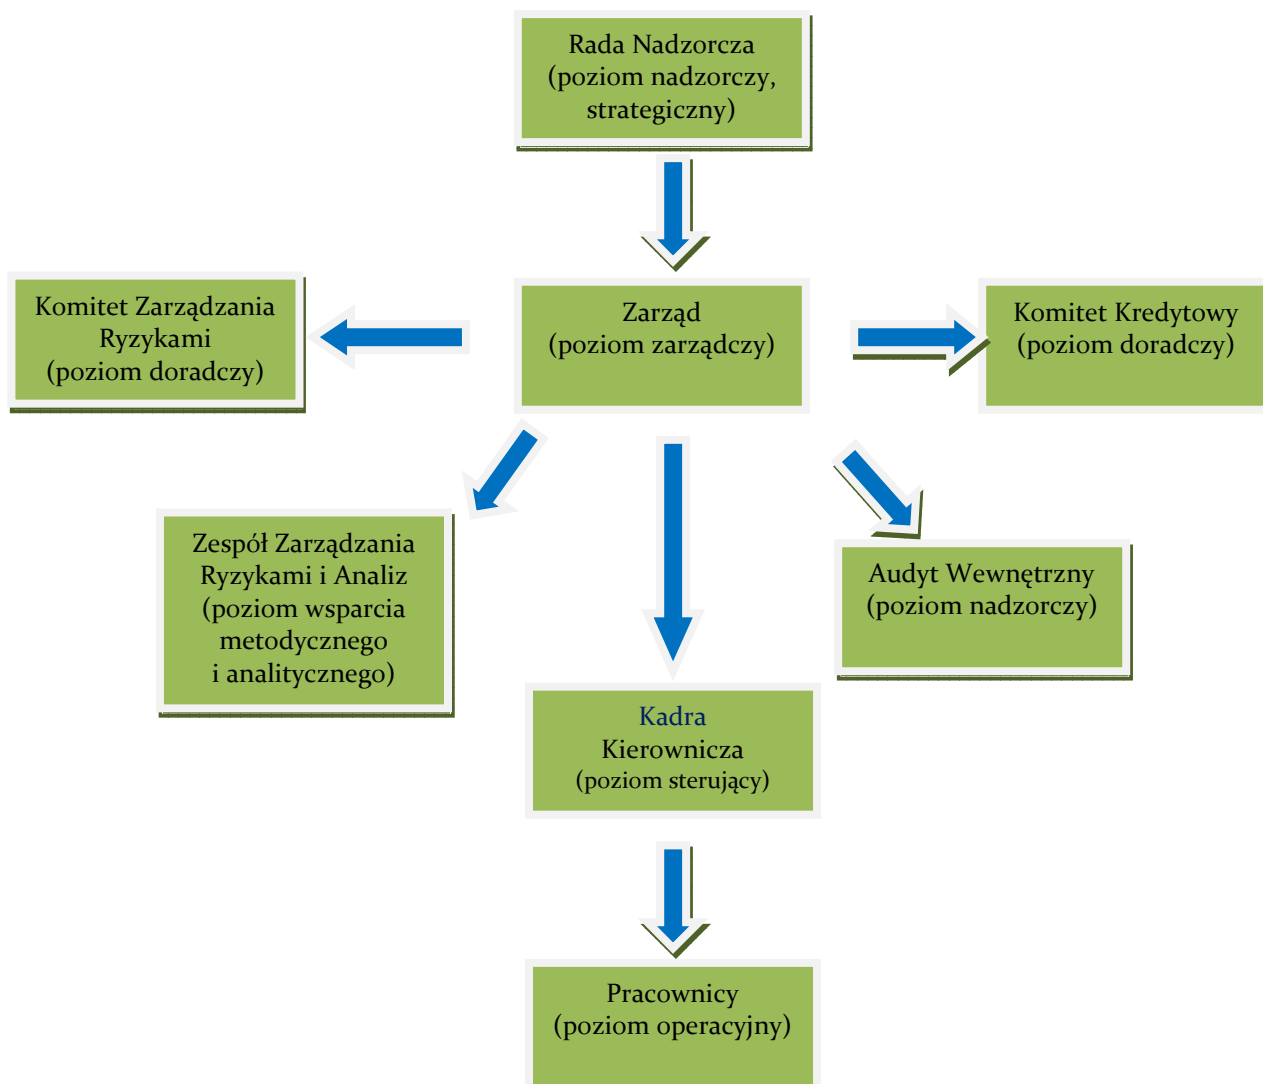 Rada Nadzorcza
(poziom nadzorczy,
strategiczny)
Komitet Zarządzania
Ryzykami
(poziom doradczy)
Zarząd
(poziom zarządczy)
Komitet Kredytowy
(poziom doradczy)
Zespół Zarządzania
Ryzykami i Analiz
(poziom wsparcia
metodycznego
i analitycznego)
Audyt Wewnętrzny
(poziom nadzorczy)
Kadra
Kierownicza
(poziom sterujący)
Pracownicy
(poziom operacyjny)